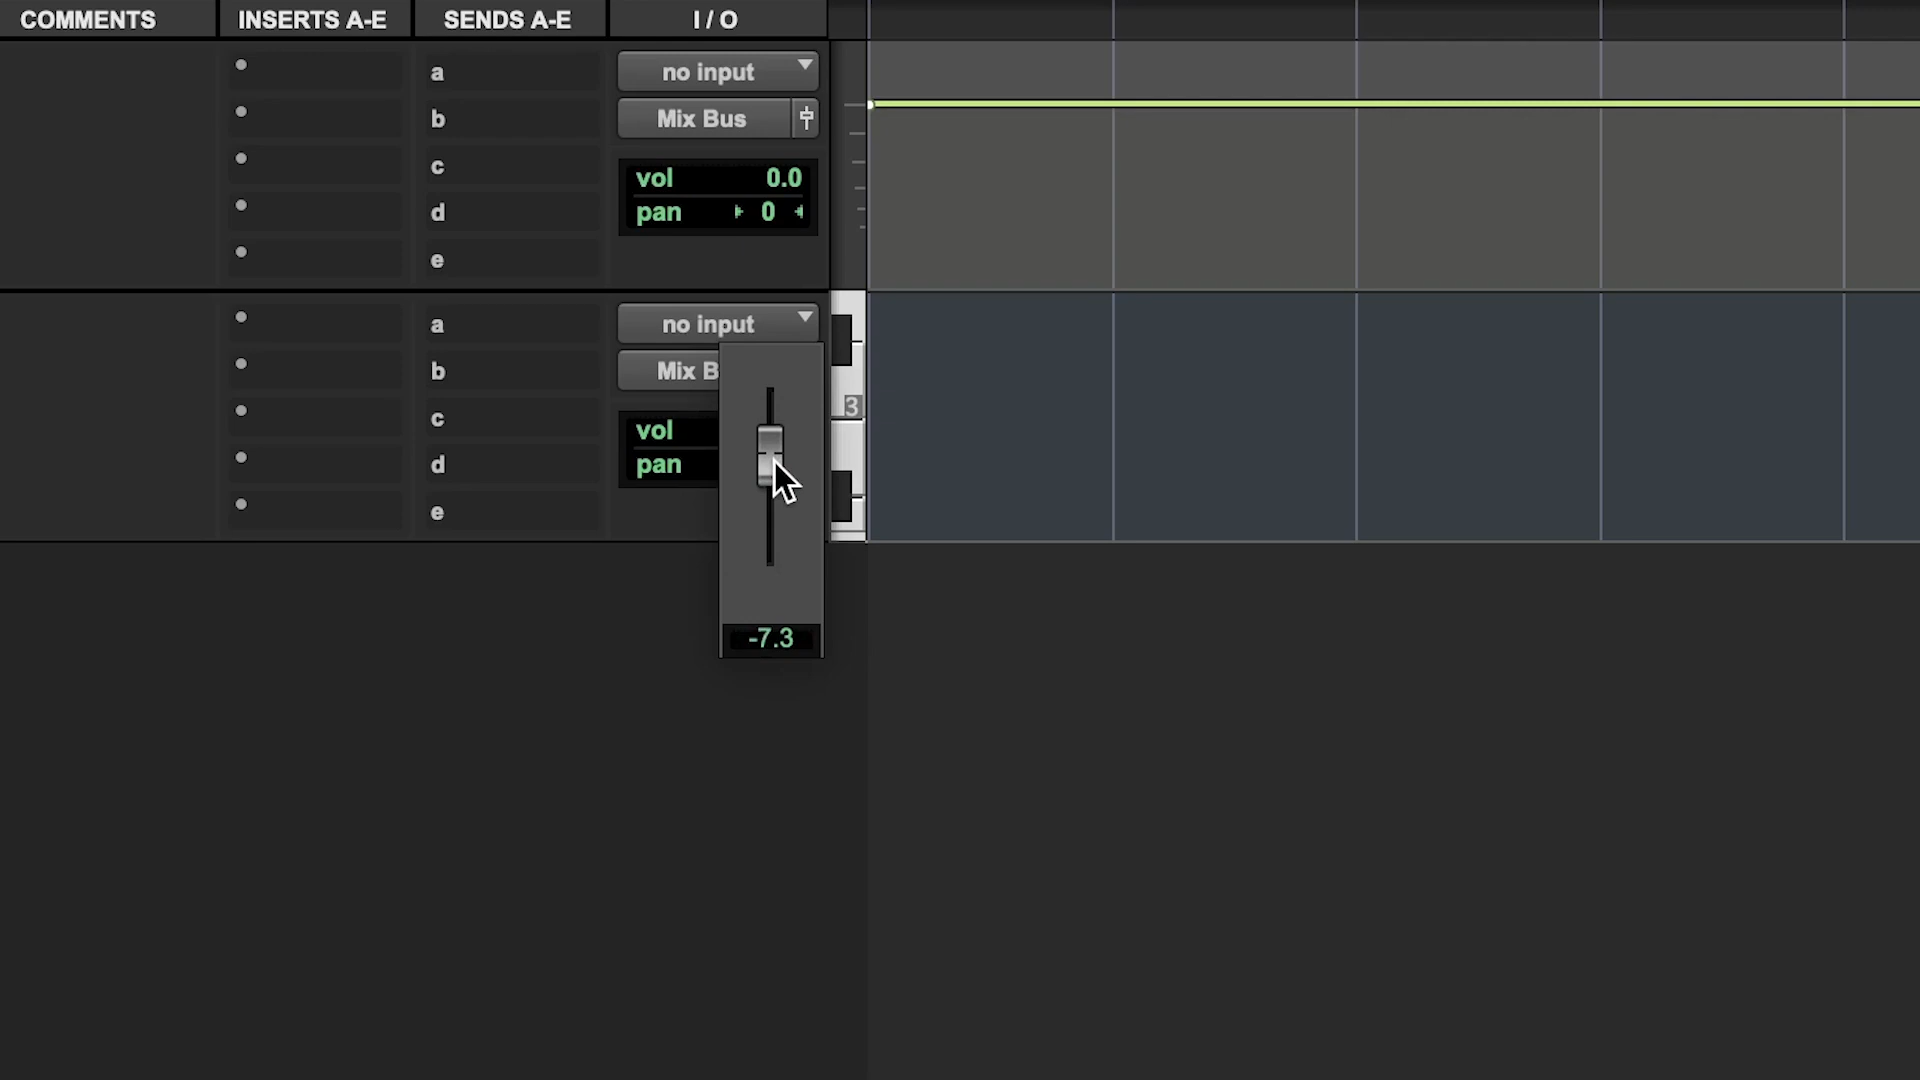 COMMENTS INSERTS A-E SENDS A-E I / O
a no input
b Mix Bus
c
vol 0.0
d
pan 0
e
a no input
b Mix B
3
c
vol
d
pan
e
-7.3